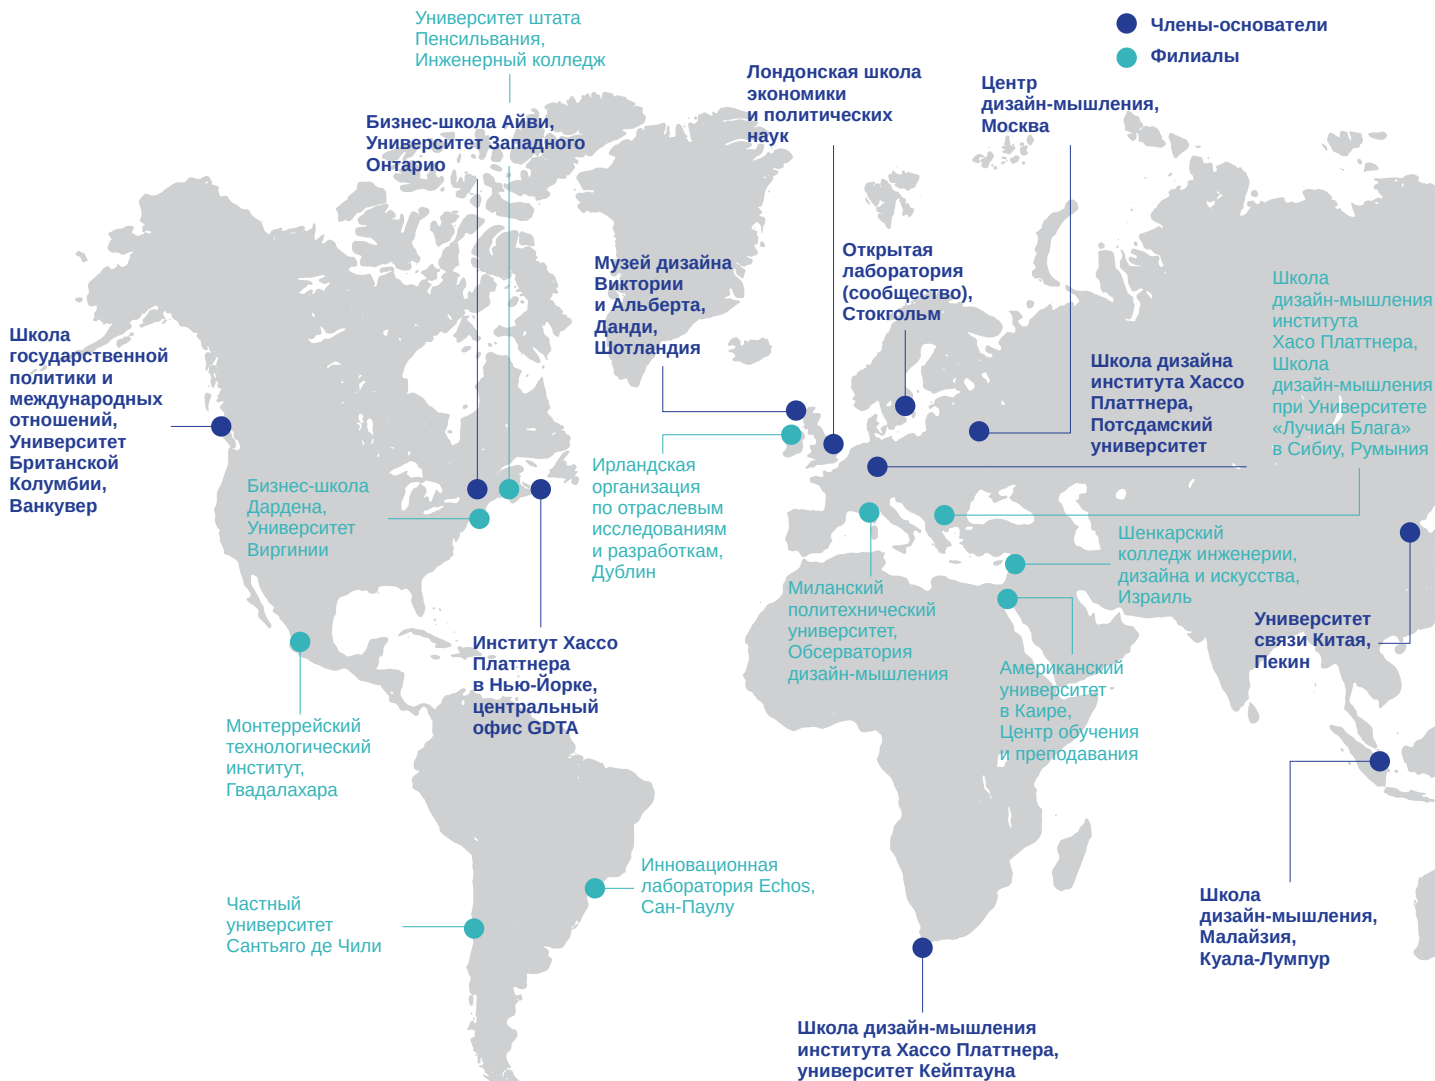 Университет штата
Пенсильвания,
Инженерный колледж
Члены-основатели
Филиалы
Бизнес-школа Айви,
Университет Западного
Онтарио
Лондонская школа
экономики
и политических
наук
Центр
дизайн-мышления,
Москва
Музей дизайна
Виктории
и Альберта,
Данди,
Шотландия
Открытая
лаборатория
(сообщество),
Стокгольм
Школа
дизайн-мышления
института
Хасо Платтнера,
Школа
дизайн-мышления
при Университете
«Лучиан Блага»
в Сибиу, Румыния
Школа
государственной
политики и
международных
отношений,
Университет
Британской
Колумбии,
Ванкувер
Школа дизайна
института Хассо
Платтнера,
Потсдамский
университет
Бизнес-школа
Дардена,
Университет
Виргинии
Ирландская
организация
по отраслевым
исследованиям
и разработкам,
Дублин
Шенкарский
колледж инженерии,
дизайна и искусства,
Израиль
Миланский
политехнический
университет,
Обсерватория
дизайн-мышления
Университет
связи Китая,
Пекин
Институт Хассо
Платтнера
в Нью-Йорке,
центральный
офис GDTA
Американский
университет
в Каире,
Центр обучения
и преподавания
Монтеррейский
технологический
институт,
Гвадалахара
Инновационная
лаборатория Echos,
Сан-Паулу
Частный
университет
Сантьяго де Чили
Школа
дизайн-мышления,
Малайзия,
Куала-Лумпур
Школа дизайн-мышления
института Хассо Платтнера,
университет Кейптауна